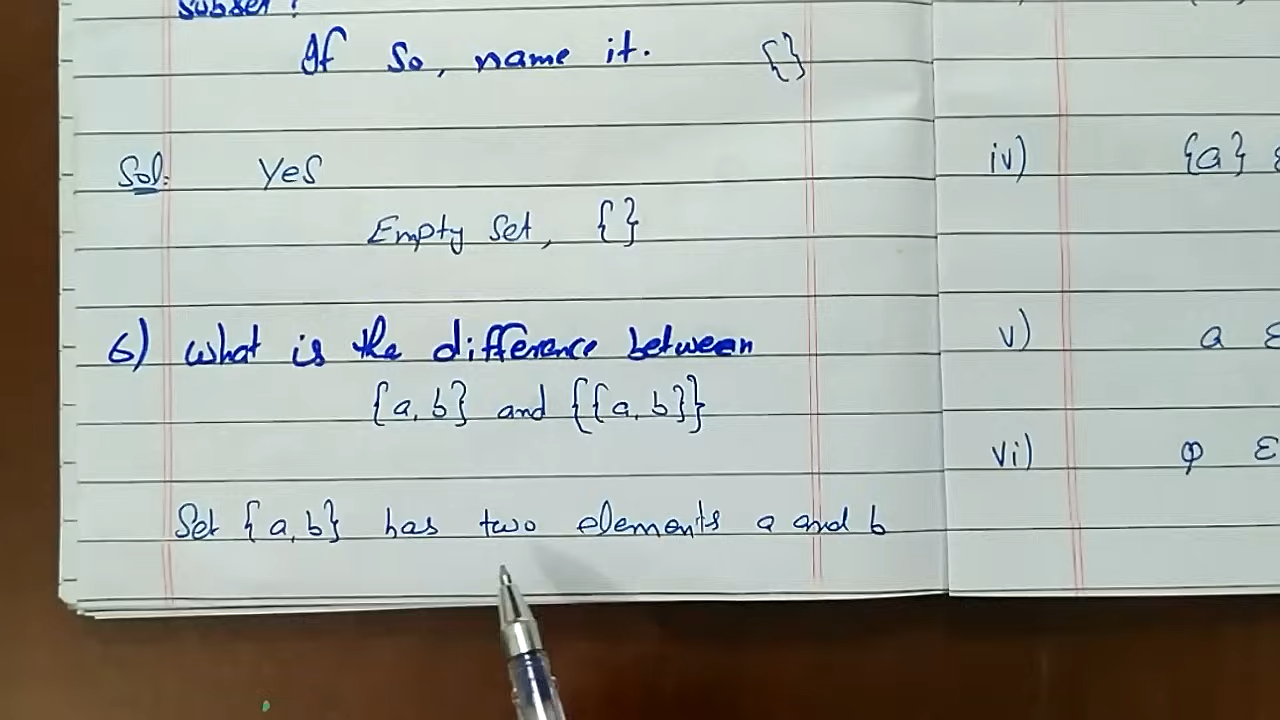 subset?
If so, name it. {}
Sol: Yes
Empty Set, {}
6) what is the difference between
{a, b} and {{a, b}}
Set {a, b} has two elements a and b
iv) {a} ε
v) a ε
vi) φ ε